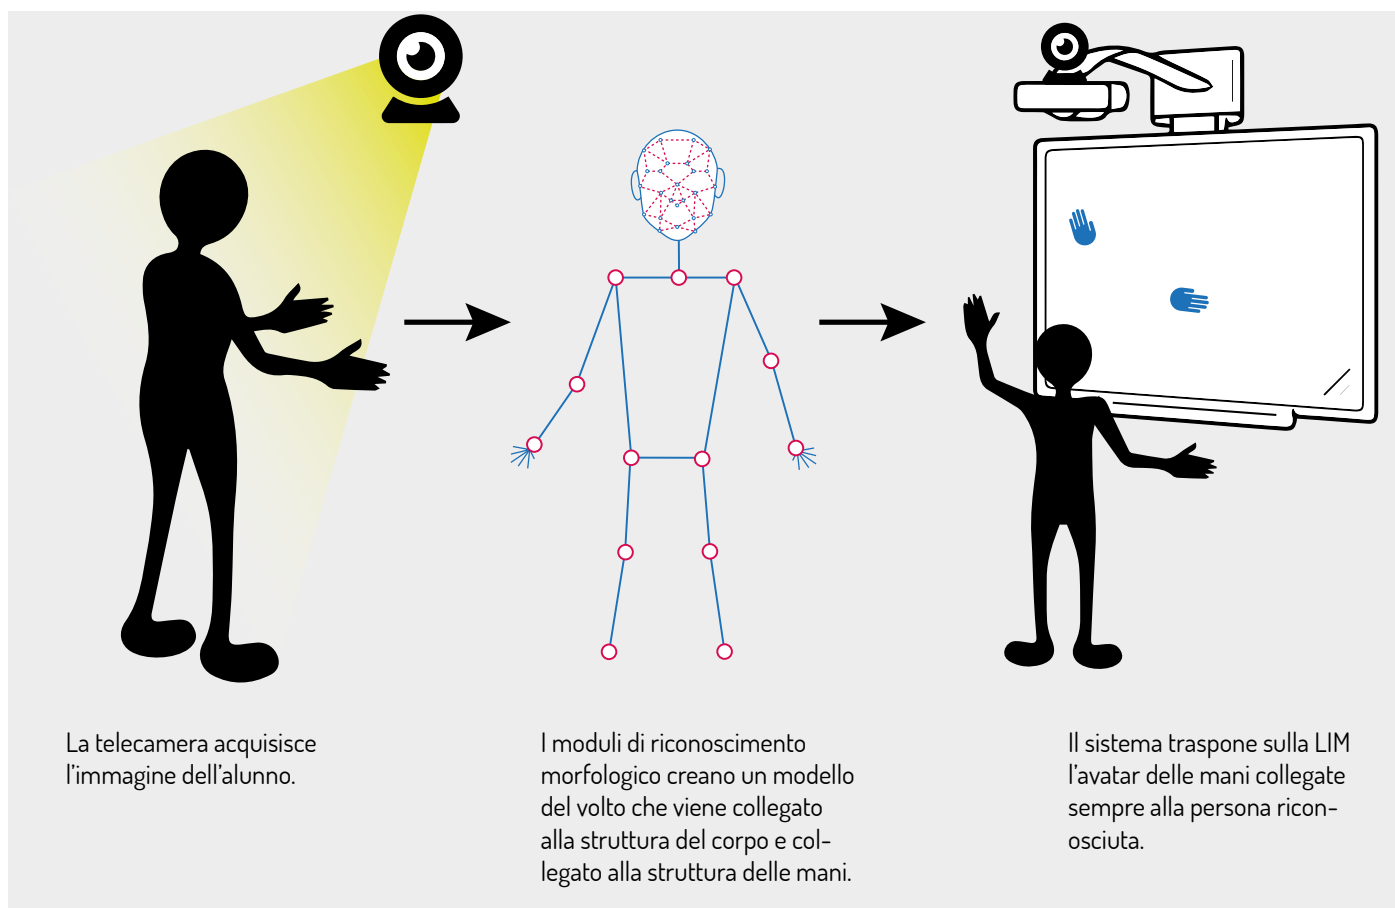 La telecamera acquisisce
l'immagine dell'alunno.
I moduli di riconoscimento
morfologico creano un modello
del volto che viene collegato
alla struttura del corpo e col-
legato alla struttura delle mani.
Il sistema traspone sulla LIM
l'avatar delle mani collegate
sempre alla persona ricon-
osciuta.